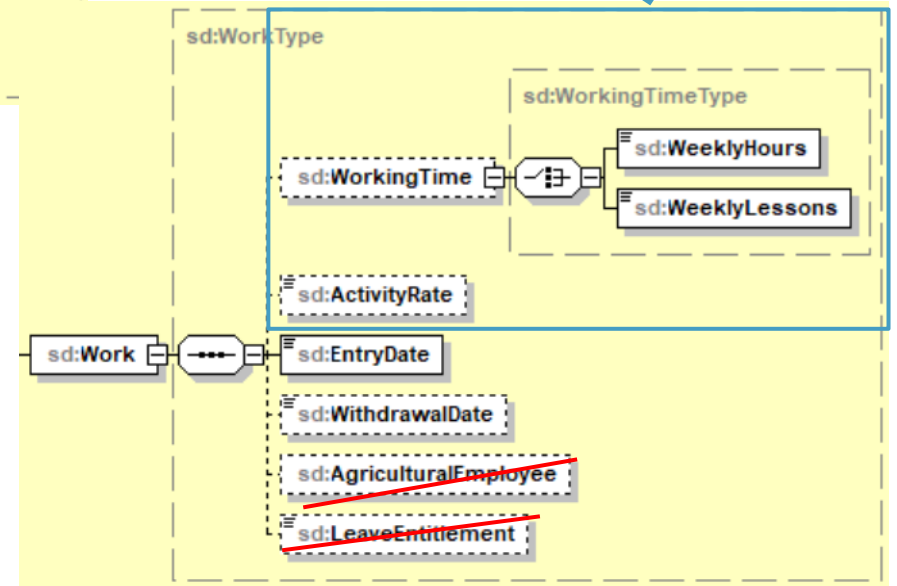 sd:WorkType
sd:WorkingTimeType
sd:WeeklyHours
sd:WorkingTime
sd:WeeklyLessons
sd:ActivityRate
sd:Work
sd:EntryDate
sd:WithdrawalDate
sd:AgriculturalEmployee
sd:LeaveEntitlement